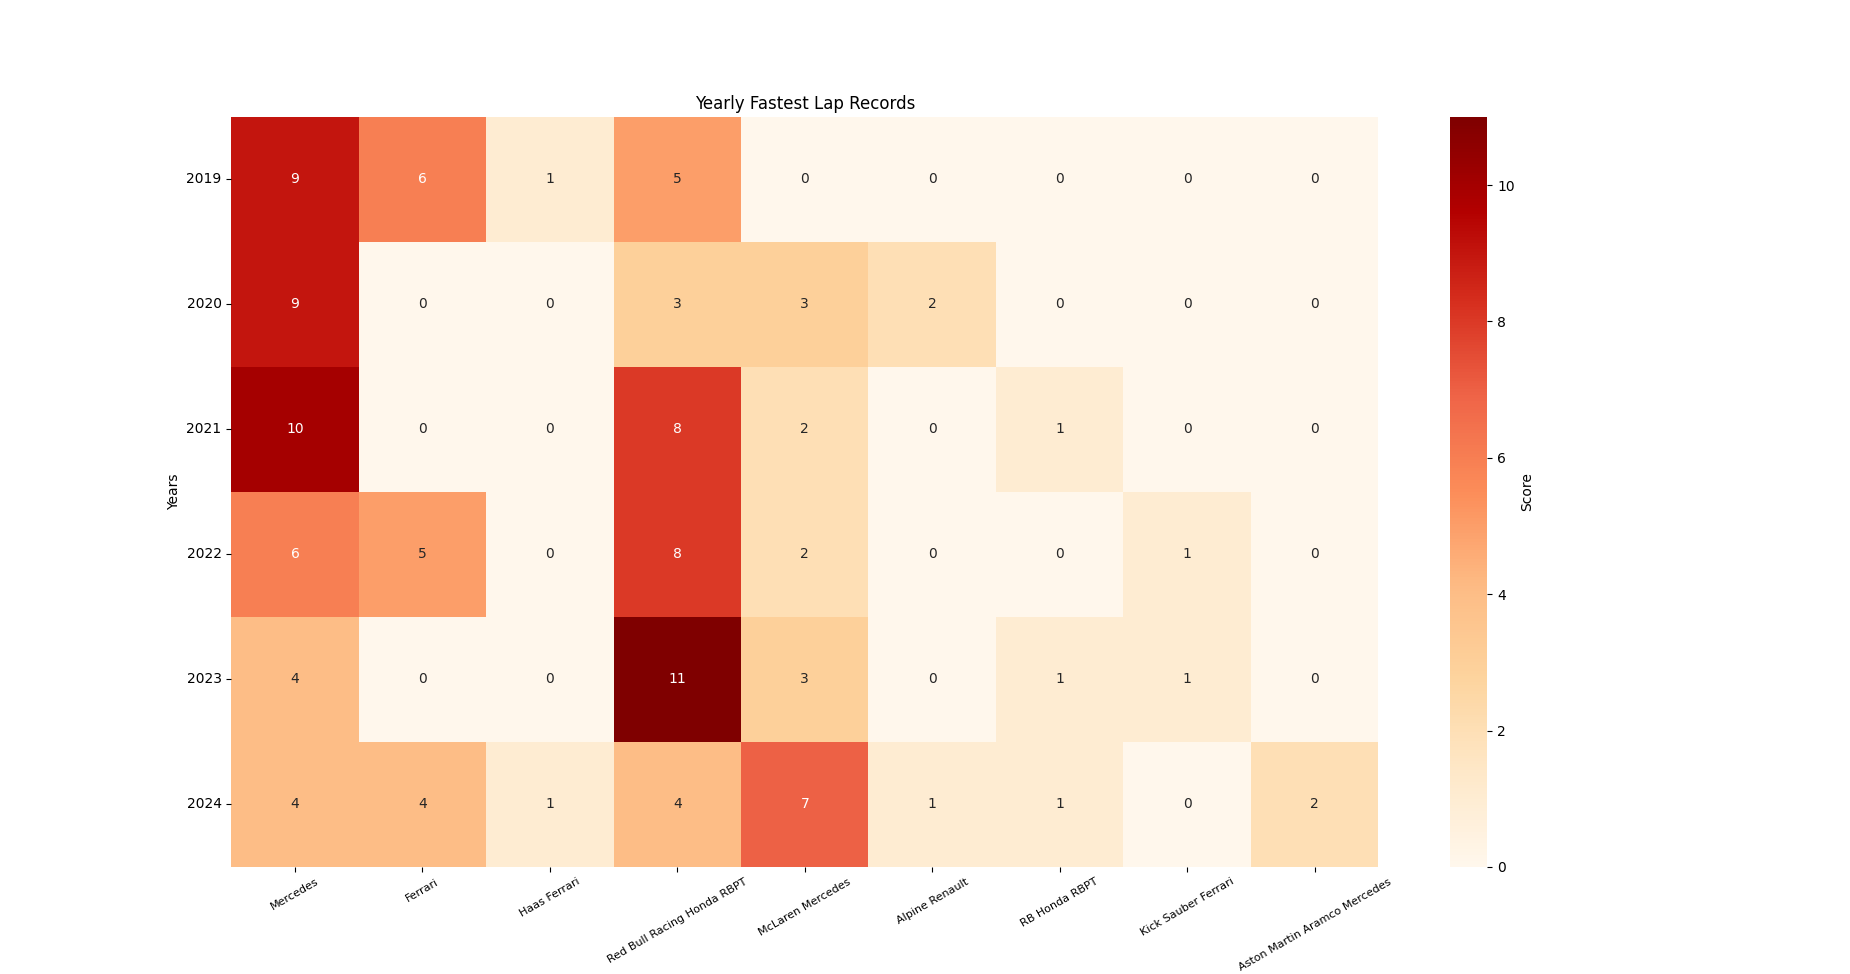 Yearly Fastest Lap Records
2019 9 6 1 5 0 0 0 0 0
2020 9 0 0 3 3 2 0 0 0
2021 10 0 0 8 2 0 1 0 0
2022 6 5 0 8 2 0 0 1 0
2023 4 0 0 11 3 0 1 1 0
2024 4 4 1 4 7 1 1 0 2
Years
Mercedes
Ferrari
Haas Ferrari
Red Bull Racing Honda RBPT
McLaren Mercedes
Alpine Renault
RB Honda RBPT
Kick Sauber Ferrari
Aston Martin Aramco Mercedes
10
8
6
4
2
0
Score